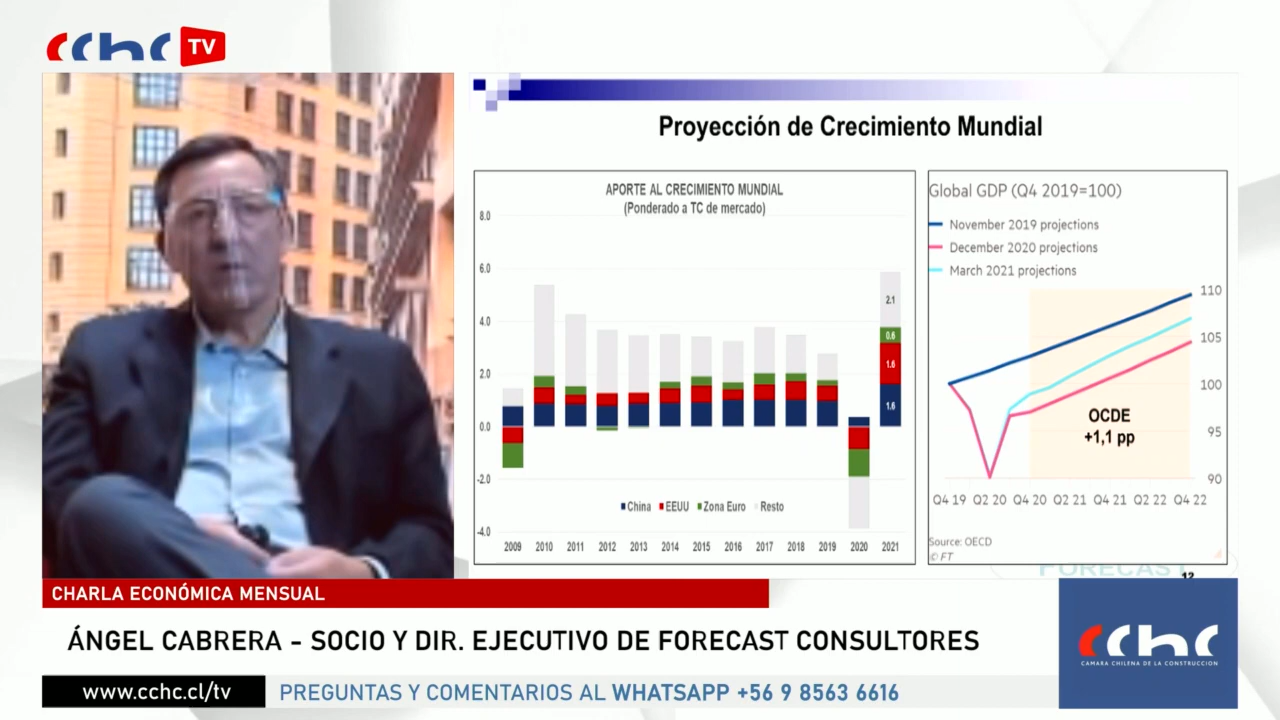 cchc TV
Proyección de Crecimiento Mundial
APORTE AL CRECIMIENTO MUNDIAL
(Ponderado a TC de mercado)
8.0
6.0
4.0
2.0
0.0
-2.0
-4.0
2.1
0.6
1.6
1.6
China EEUU Zona Euro Resto
2009 2010 2011 2012 2013 2014 2015 2016 2017 2018 2019 2020 2021
Global GDP (Q4 2019=100)
November 2019 projections
December 2020 projections
March 2021 projections
110
105
100
95
90
OCDE
+1,1 pp
Q4 19 Q2 20 Q4 20 Q2 21 Q4 21 Q2 22 Q4 22
Source: OECD
© FT
FORECAST
12
CHARLA ECONÓMICA MENSUAL
ÁNGEL CABRERA – SOCIO Y DIR. EJECUTIVO DE FORECAST CONSULTORES
cchc
CAMARA CHILENA DE LA CONSTRUCCION
www.cchc.cl/tv
PREGUNTAS Y COMENTARIOS AL WHATSAPP +56 9 8563 6616